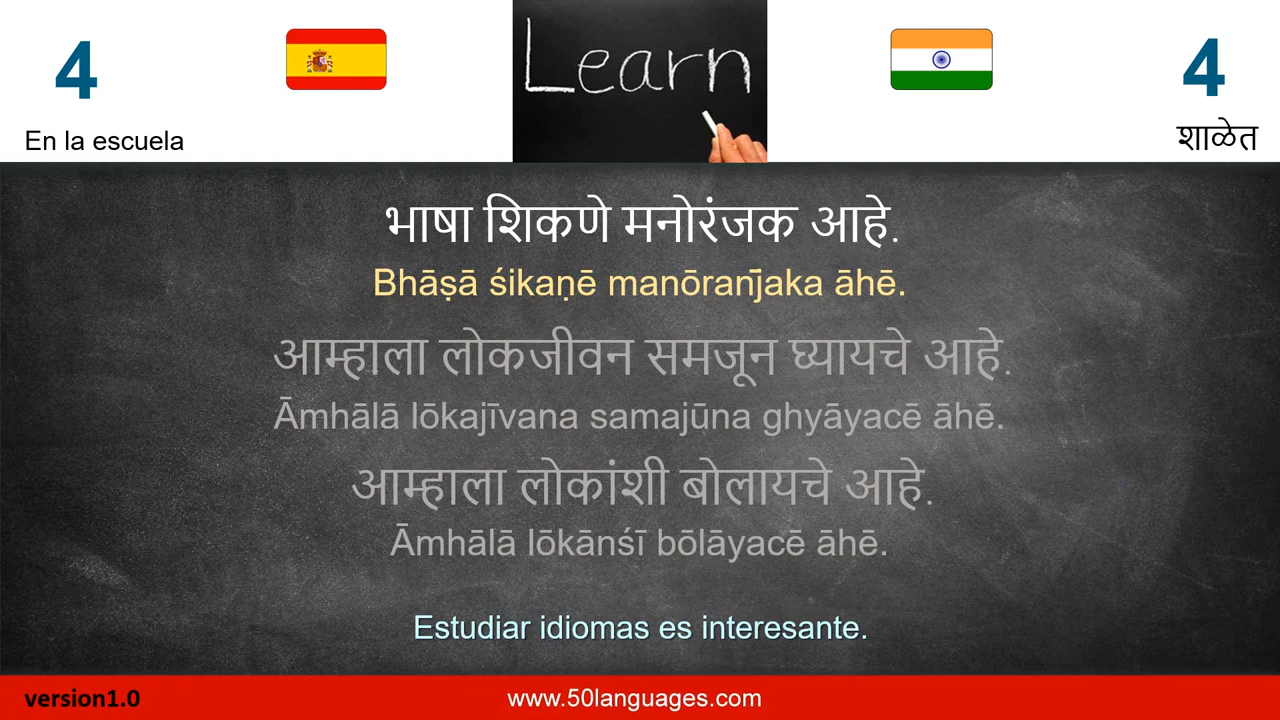 4
Learn
4
En la escuela
शाळेत
भाषा शिकणे मनोरंजक आहे.
Bhāṣā śikaṇē manōran̄jaka āhē.
आम्हाला लोकजीवन समजून घ्यायचे आहे.
Āmhālā lōkajīvana samajūna ghyāyacē āhē.
आम्हाला लोकांशी बोलायचे आहे.
Āmhālā lōkānśī bōlāyacē āhē.
Estudiar idiomas es interesante.
version1.0
www.50languages.com